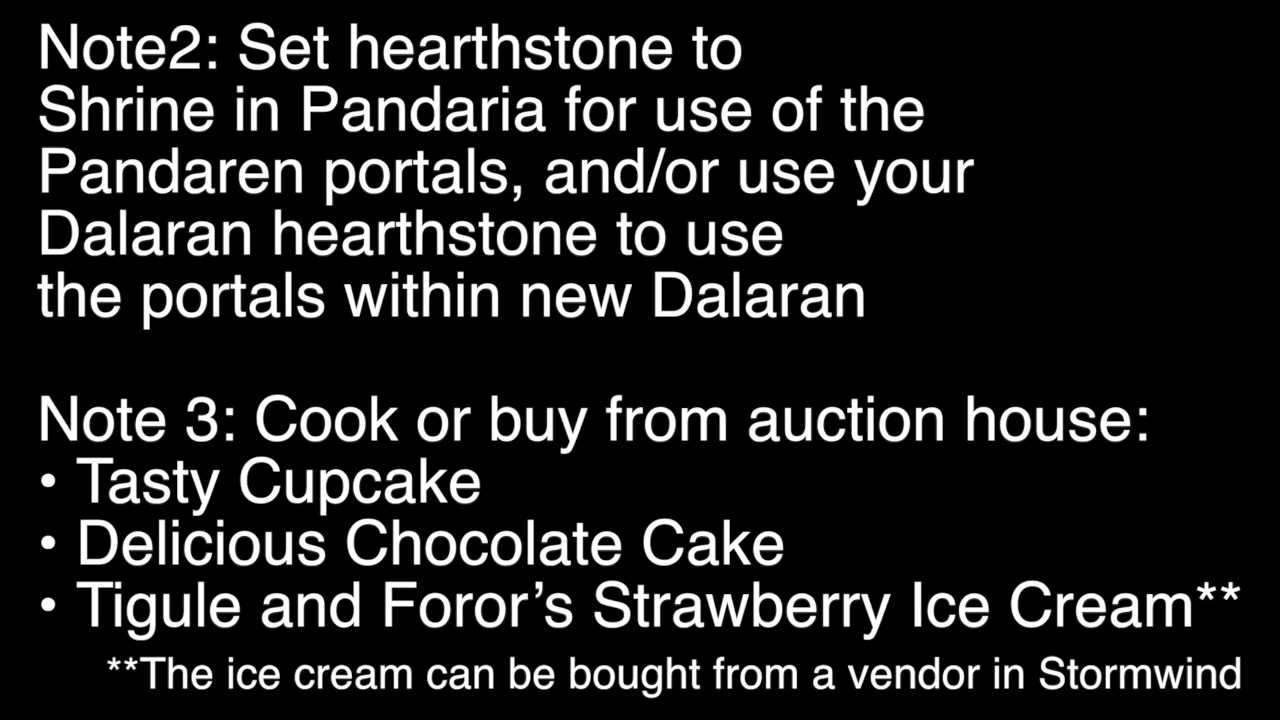 Note2: Set hearthstone to
Shrine in Pandaria for use of the
Pandaren portals, and/or use your
Dalaran hearthstone to use
the portals within new Dalaran
Note 3: Cook or buy from auction house:
• Tasty Cupcake
• Delicious Chocolate Cake
• Tigule and Foror’s Strawberry Ice Cream**
**The ice cream can be bought from a vendor in Stormwind